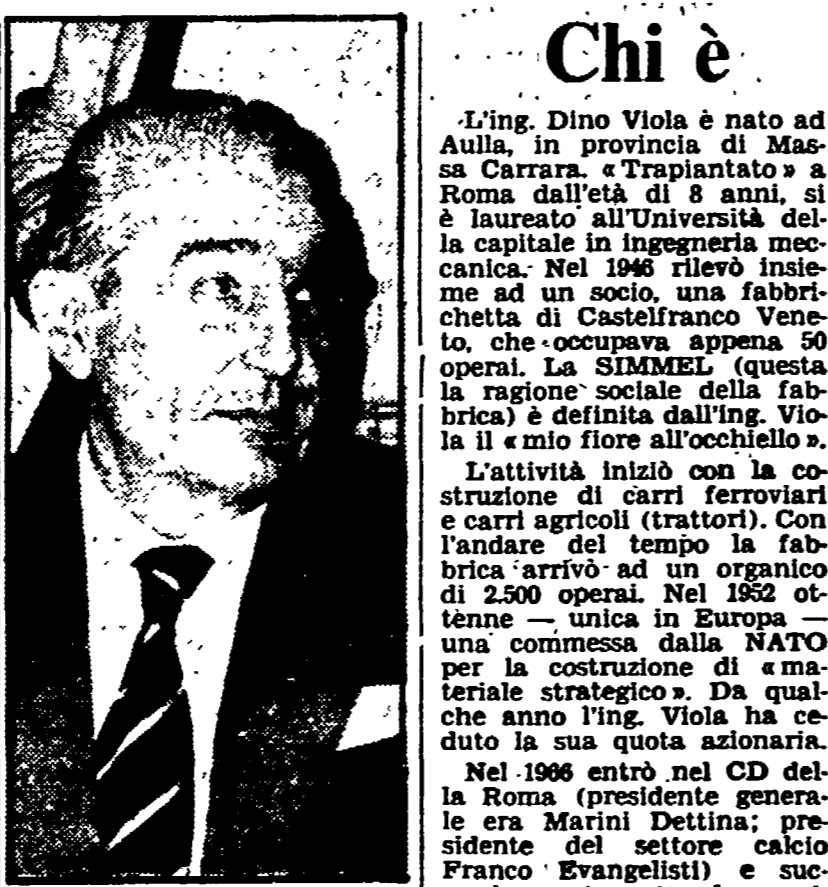 Chi è
L'ing. Dino Viola è nato ad
Aulla, in provincia di Mas-
sa Carrara. «Trapiantato» a
Roma dall'età di 8 anni, si
è laureato all'Università del-
la capitale in ingegneria mec-
canica. Nel 1946 rilevò insie-
me ad un socio, una fabbri-
chetta di Castelfranco Vene-
to, che occupava appena 50
operai. La SIMMEL (questa
la ragione sociale della fab-
brica) è definita dall'ing. Vio-
la il «mio fiore all'occhiello».
L'attività iniziò con la co-
struzione di carri ferroviari
e carri agricoli (trattori). Con
l'andare del tempo la fab-
brica arrivò ad un organico
di 2.500 operai. Nel 1952 ot-
tenne — unica in Europa —
una commessa dalla NATO
per la costruzione di «ma-
teriale strategico». Da qual-
che anno l'ing. Viola ha ce-
duto la sua quota azionaria.
Nel 1966 entrò nel CD del-
la Roma (presidente genera-
le era Marini Dettina; pre-
sidente del settore calcio
Franco Evangelisti) e suc-